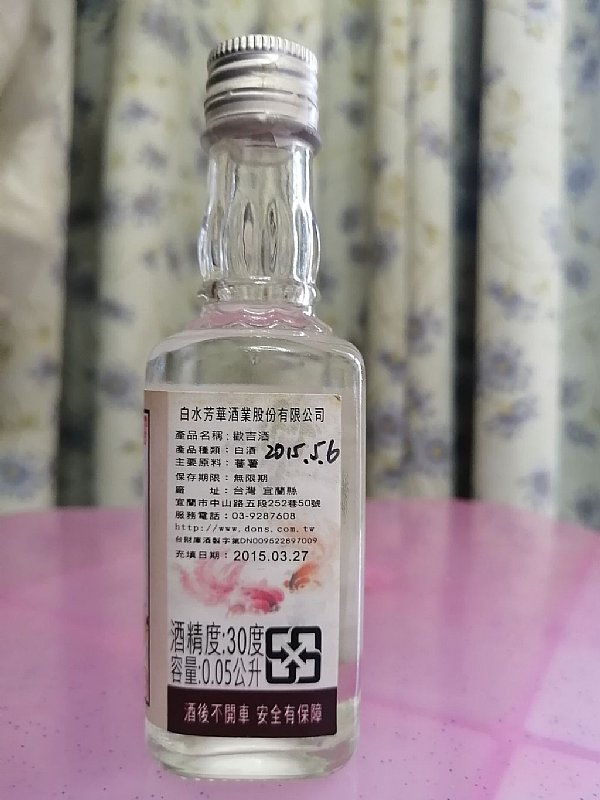 白水芳華酒業股份有限公司
產品名稱：歡吉酒
產品種類：白酒 2015.5.6
主要原料：蕃薯
保存期限：無限期
廠　　址：台灣 宜蘭縣
宜蘭市中山路五段252巷50號
服務電話：03-9287608
http://www.dons.com.tw
台財庫酒製字第DN009622897009
充填日期：2015.03.27
酒精度:30度
容量:0.05公升
酒後不開車 安全有保障